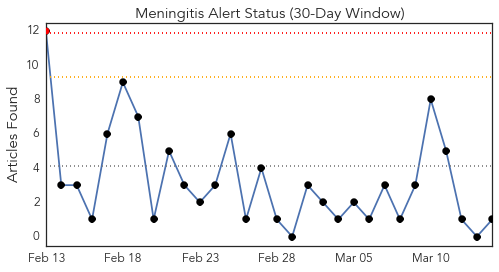 Meningitis Alert Status (30-Day Window)
Articles Found
12
10
8
6
4
2
0
Feb 13 Feb 18 Feb 23 Feb 28 Mar 05 Mar 10